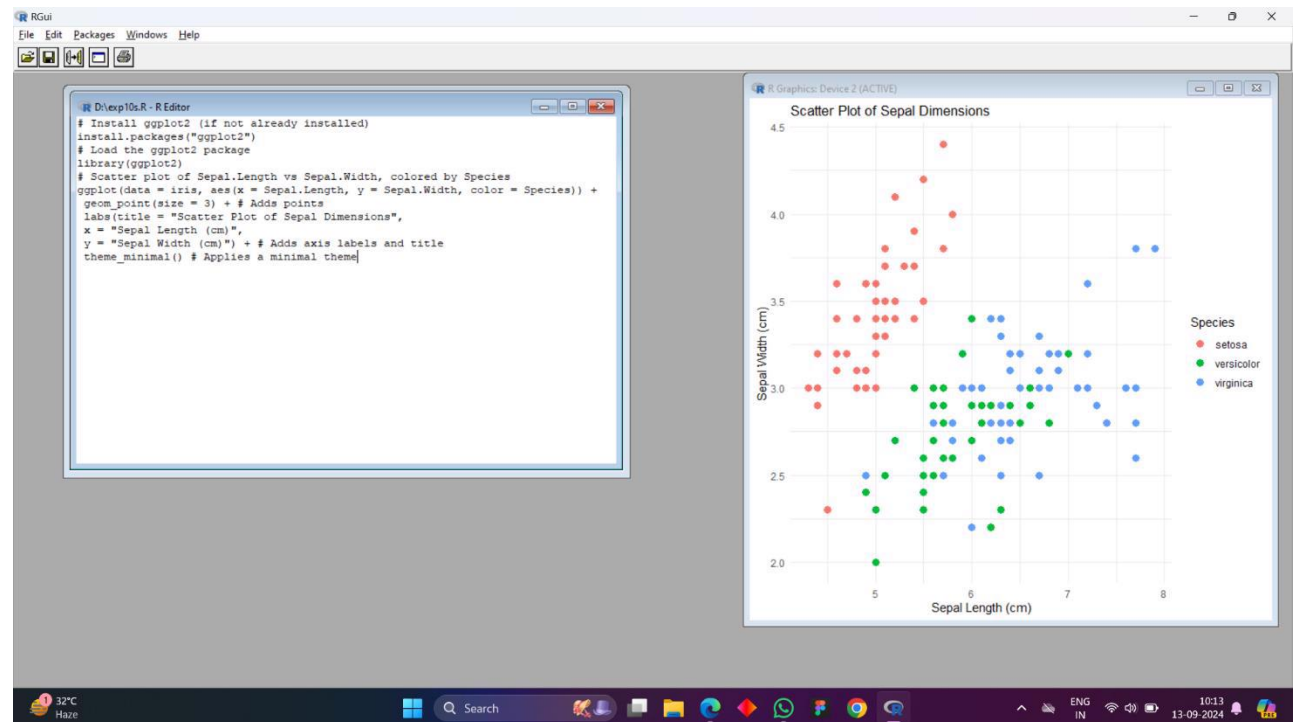 RGui
File Edit Packages Windows Help
D:\exp10s.R - R Editor
# Install ggplot2 (if not already installed)
install.packages("ggplot2")
# Load the ggplot2 package
library(ggplot2)
# Scatter plot of Sepal.Length vs Sepal.Width, colored by Species
ggplot(data = iris, aes(x = Sepal.Length, y = Sepal.Width, color = Species)) +
geom_point(size = 3) + # Adds points
labs(title = "Scatter Plot of Sepal Dimensions",
x = "Sepal Length (cm)",
y = "Sepal Width (cm)") + # Adds axis labels and title
theme_minimal() # Applies a minimal theme
R Graphics: Device 2 (ACTIVE)
Scatter Plot of Sepal Dimensions
4.5
4.0
3.5
3.0
2.5
2.0
Sepal Width (cm)
5 6 7 8
Sepal Length (cm)
Species
setosa
versicolor
virginica
1
32°C
Haze
Search
ENG
IN
10:13
13-09-2024